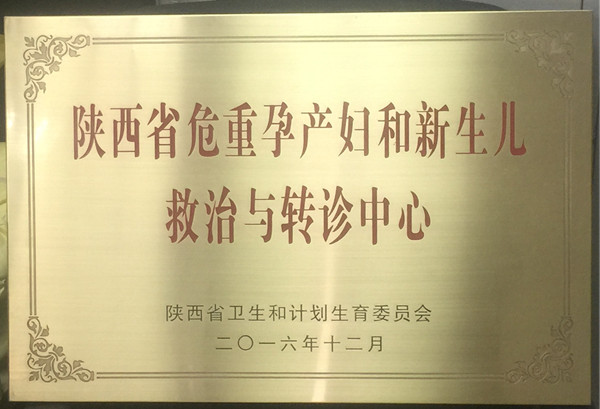 陕西省危重孕产妇和新生儿
救治与转诊中心
陕西省卫生和计划生育委员会
二〇一六年十二月